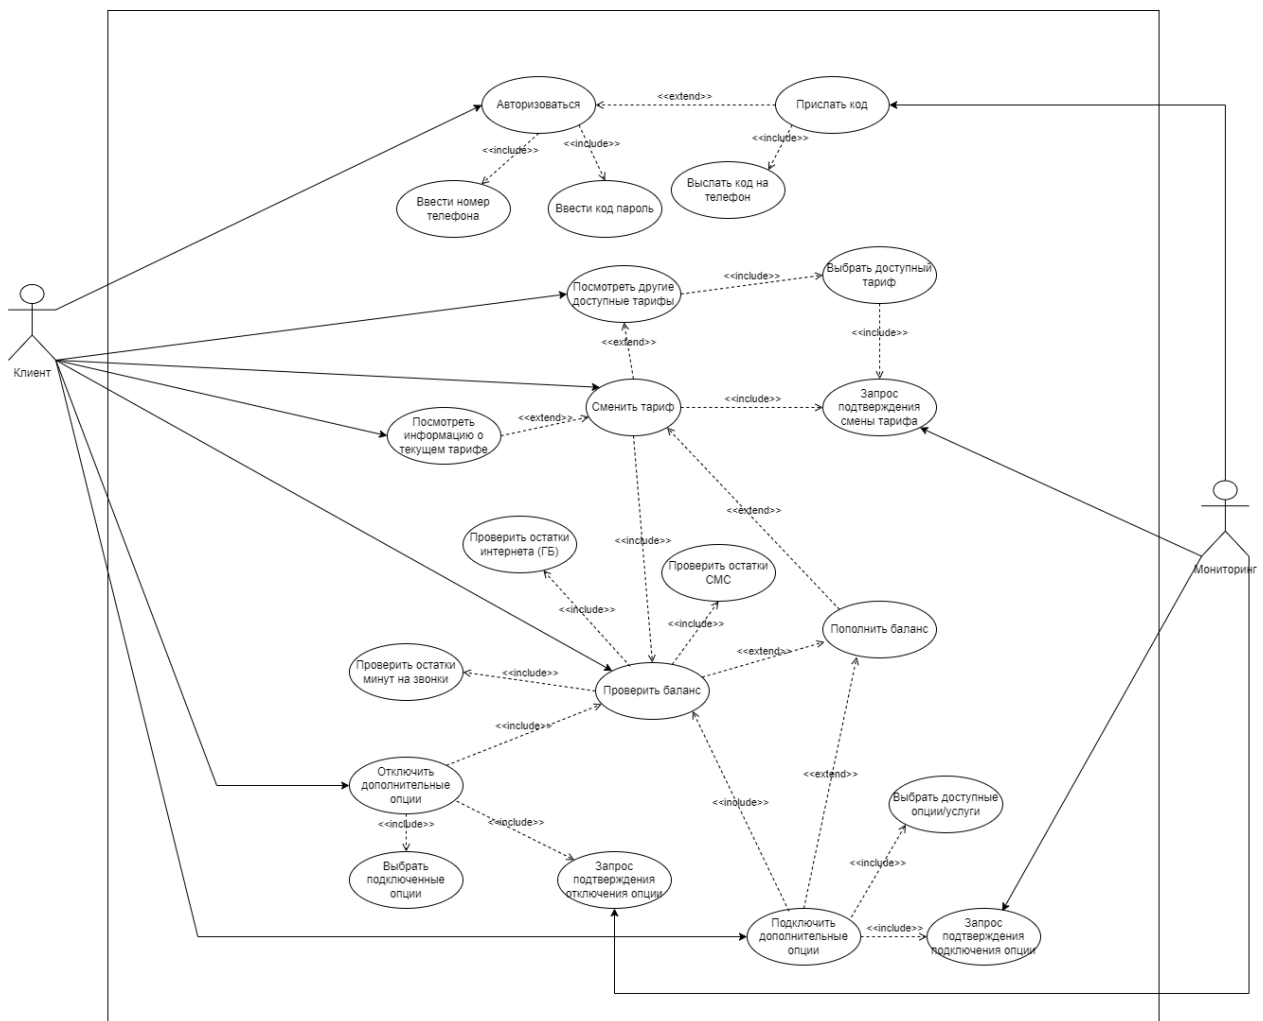 <<extend>>
Авторизоваться
Прислать код
<<include>>
<<include>>
<<include>>
Ввести номер
телефона
Ввести код пароль
Выслать код на
телефон
Посмотреть другие
доступные тарифы
<<include>>
Выбрать доступный
тариф
<<extend>>
<<include>>
Клиент
Сменить тариф
<<include>>
Запрос
подтверждения
смены тарифа
Посмотреть
информацию о
текущем тарифе
<<extend>>
<<extend>>
Проверить остатки
интернета (ГБ)
<<include>>
Проверить остатки
СМС
Мониторинг
<<include>>
<<include>>
Пополнить баланс
<<extend>>
Проверить остатки
минут на звонки
<<include>>
Проверить баланс
<<include>>
Отключить
дополнительные
опции
<<extend>>
<<include>>
Выбрать доступные
опции/услуги
<<include>>
<<include>>
<<include>>
Выбрать
подключенные
опции
Запрос
подтверждения
отключения опции
Подключить
дополнительные
опции
<<include>>
Запрос
подтверждения
подключения опции